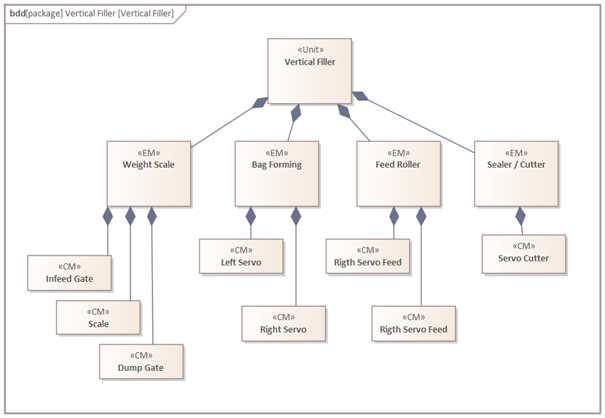 bdd[package] Vertical Filler [Vertical Filler]
«Unit»
Vertical Filler
«EM»
Weight Scale
«EM»
Bag Forming
«EM»
Feed Roller
«EM»
Sealer / Cutter
«CM»
Infeed Gate
«CM»
Left Servo
«CM»
Rigth Servo Feed
«CM»
Servo Cutter
«CM»
Scale
«CM»
Right Servo
«CM»
Rigth Servo Feed
«CM»
Dump Gate